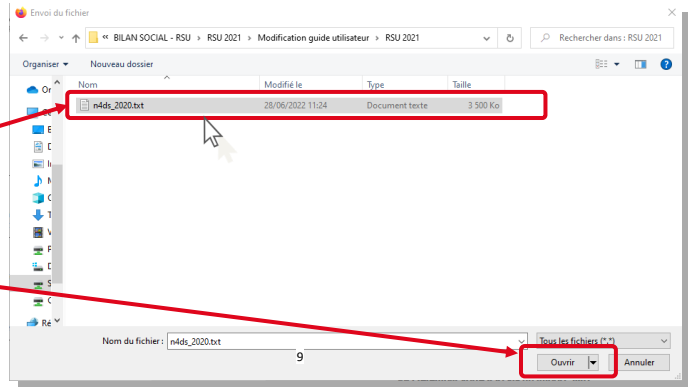 Envoi du fichier
« BILAN SOCIAL - RSU › RSU 2021 › Modification guide utilisateur › RSU 2021
Rechercher dans : RSU 2021
Organiser
Nouveau dossier
Nom Modifié le Type Taille
n4ds_2020.txt 28/06/2022 11:24 Document texte 3 500 Ko
Nom du fichier : n4ds_2020.txt
Tous les fichiers (*.*)
9
Ouvrir Annuler